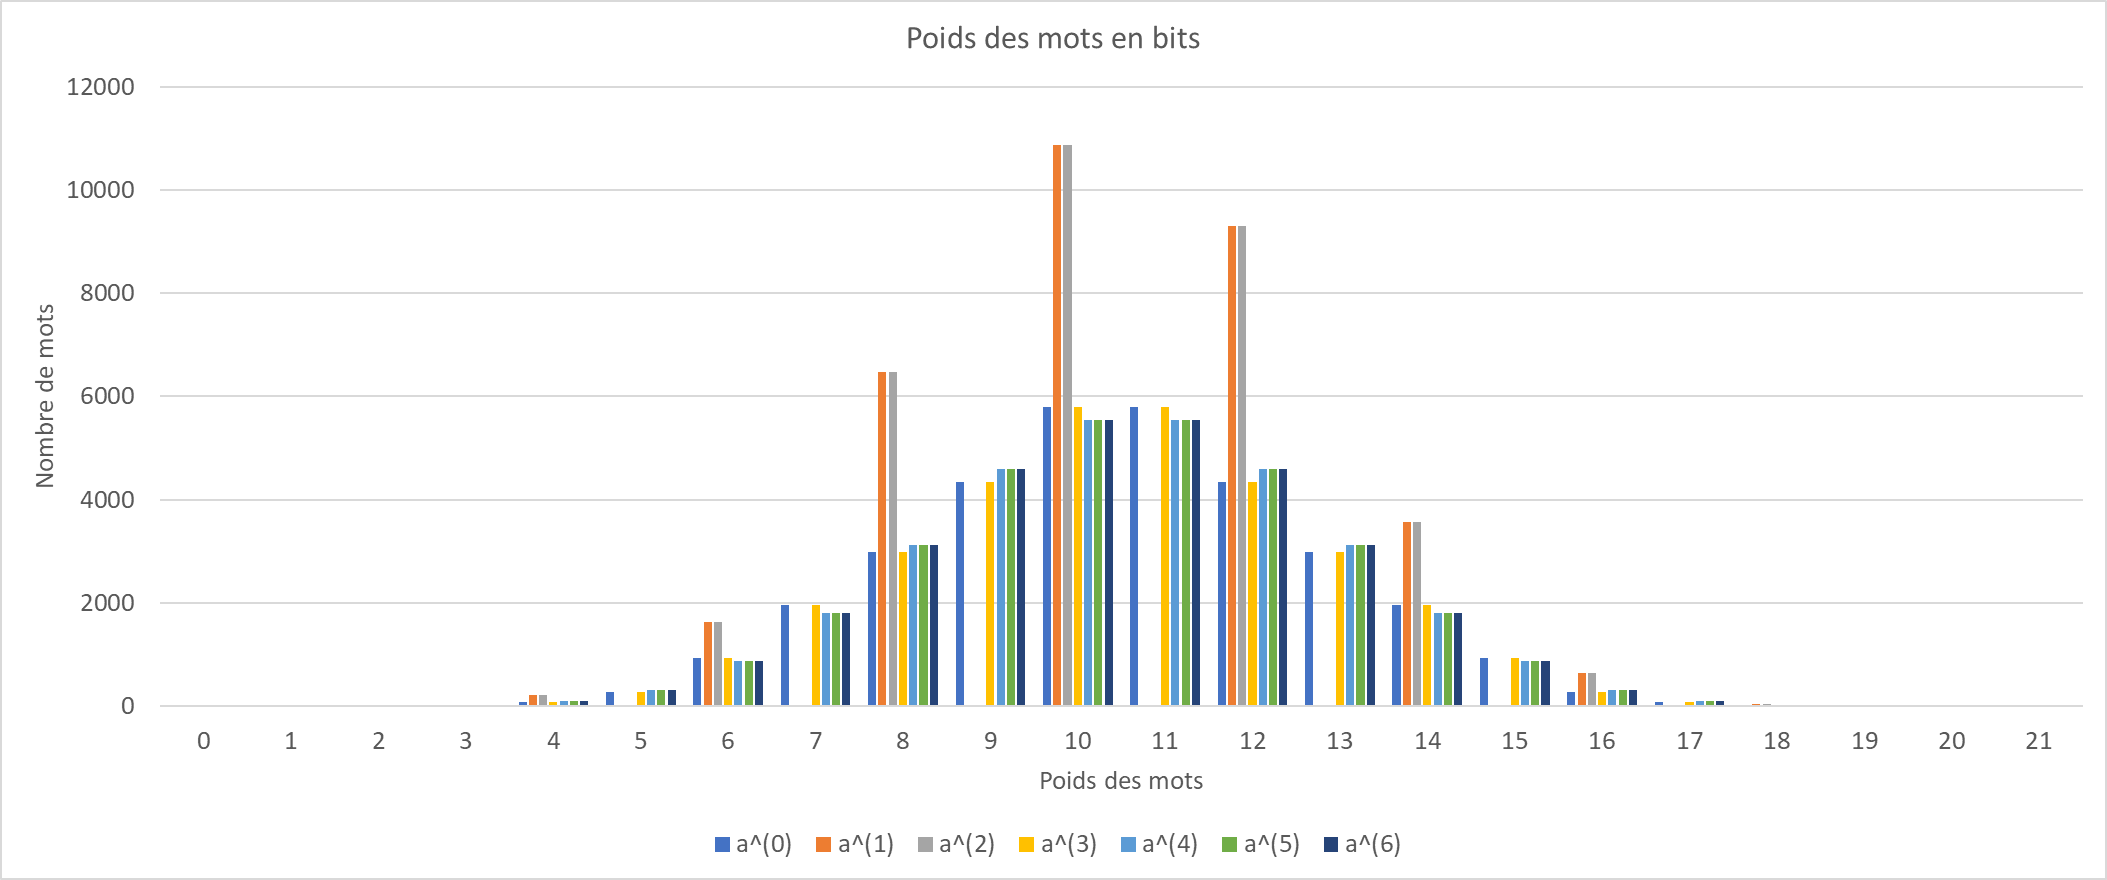 Poids des mots en bits
12000
10000
8000
6000
4000
2000
0
Nombre de mots
0 1 2 3 4 5 6 7 8 9 10 11 12 13 14 15 16 17 18 19 20 21
Poids des mots
a^(0) a^(1) a^(2) a^(3) a^(4) a^(5) a^(6)